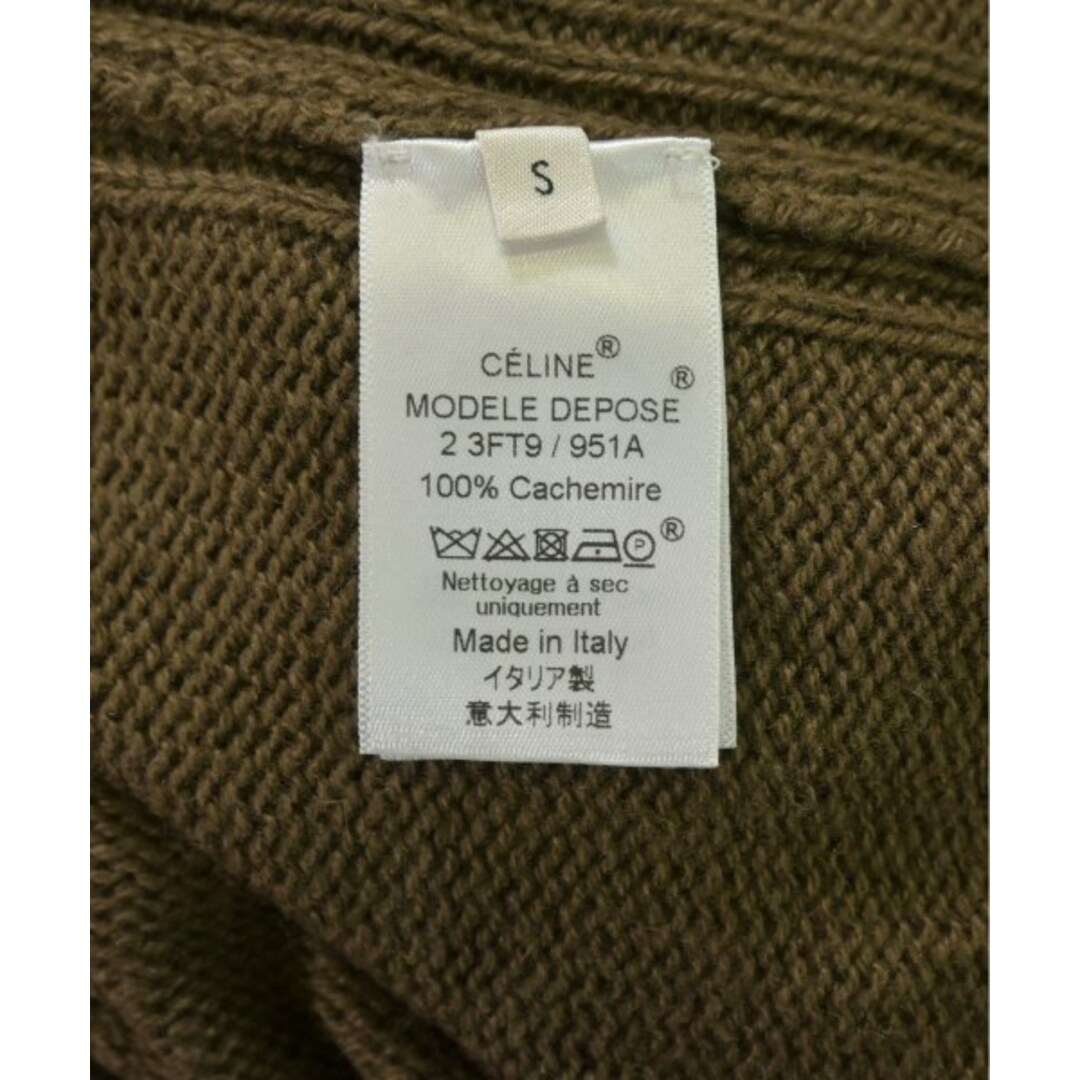 S
CÉLINE®
MODELE DEPOSE®
2 3FT9 / 951A
100% Cachemire
P ®
Nettoyage à sec
uniquement
Made in Italy
イタリア製
意大利制造